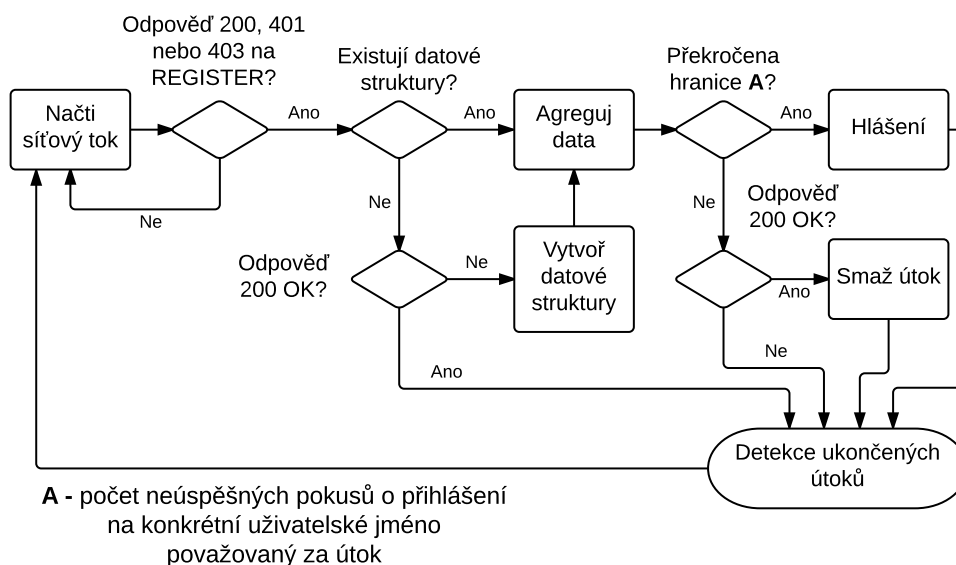 Odpověď 200, 401
nebo 403 na
REGISTER?
Existují datové
struktury?
Překročena
hranice A?
Načti
síťový tok
Ano
Ano
Agreguj
data
Ano
Hlášení
Ne
Ne
Ne
Odpověď
200 OK?
Odpověď
200 OK?
Ne
Vytvoř
datové
struktury
Ano
Smaž útok
Ano
Ne
Detekce ukončených
útoků
A - počet neúspěšných pokusů o přihlášení
na konkrétní uživatelské jméno
považovaný za útok